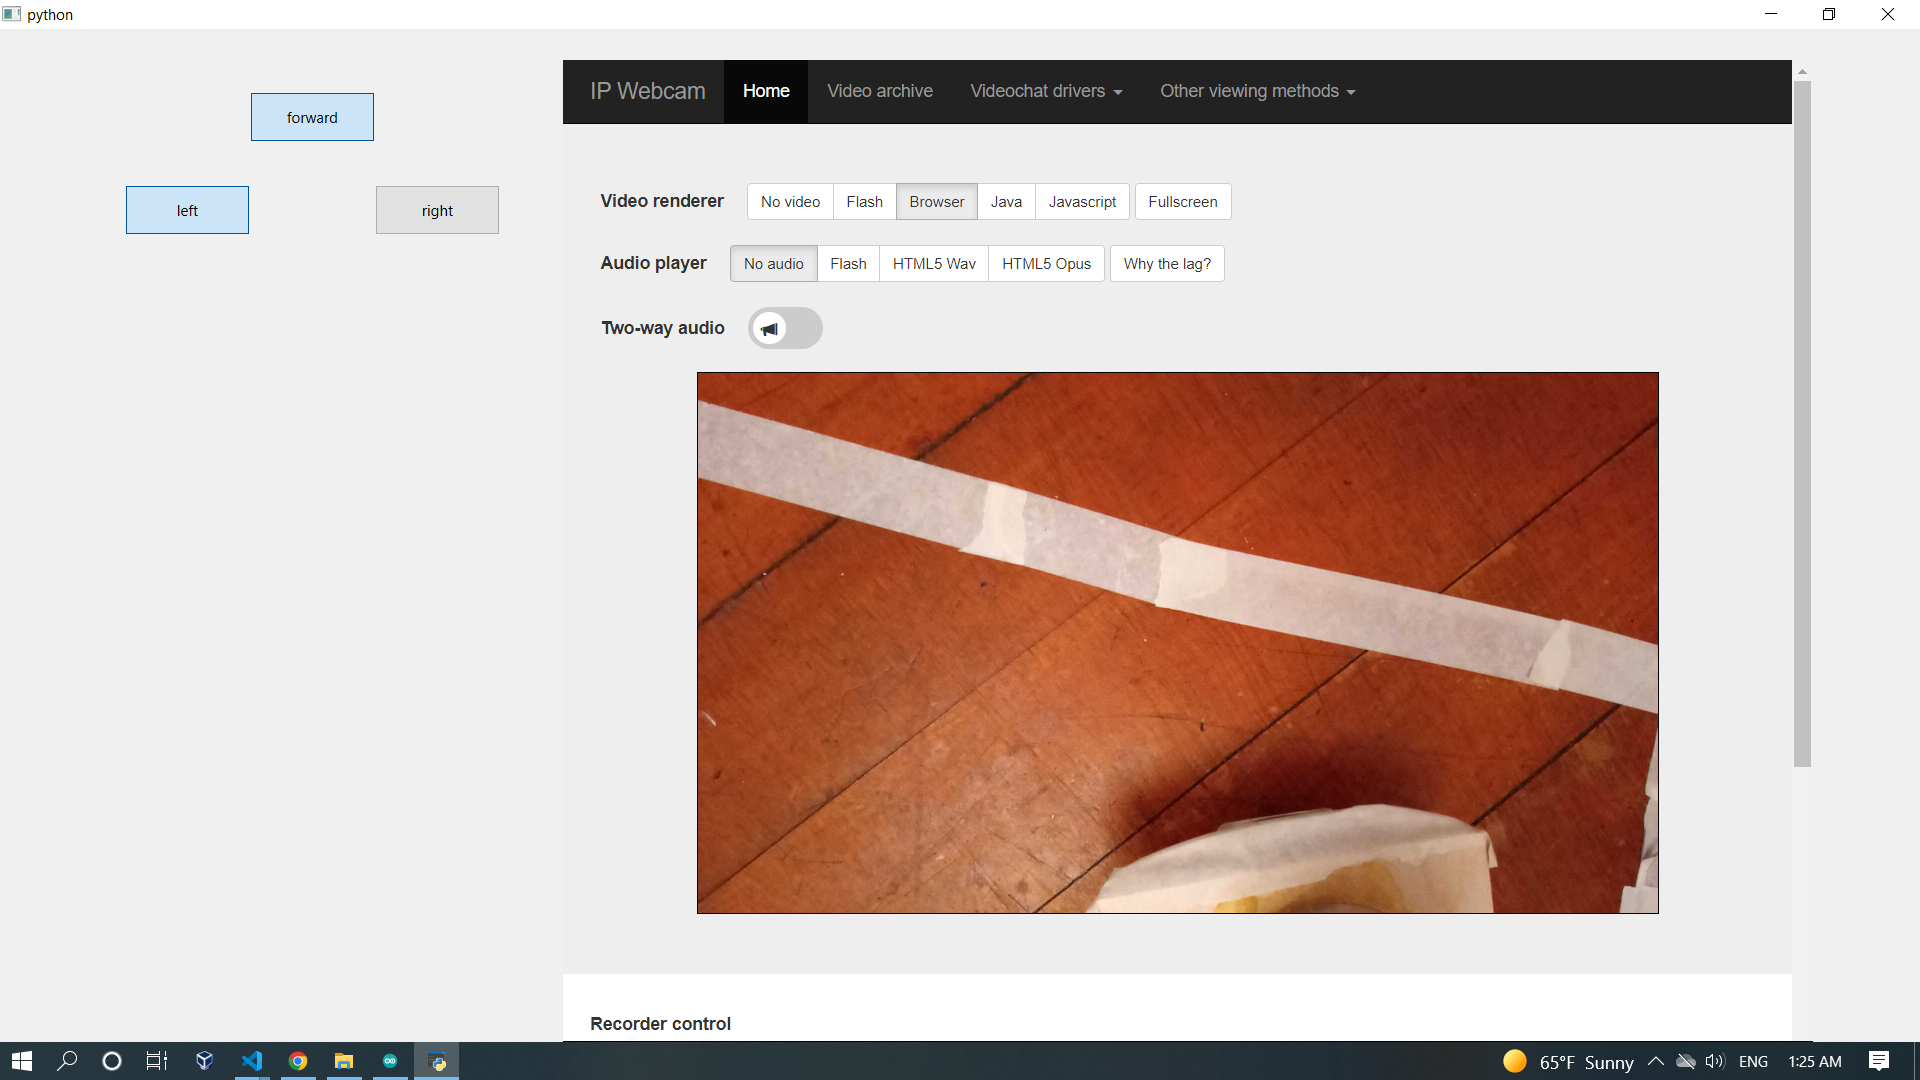 python
forward
left
right
IP Webcam Home Video archive Videochat drivers Other viewing methods
Video renderer No video Flash Browser Java Javascript Fullscreen
Audio player No audio Flash HTML5 Wav HTML5 Opus Why the lag?
Two-way audio
Recorder control
65°F Sunny ENG 1:25 AM